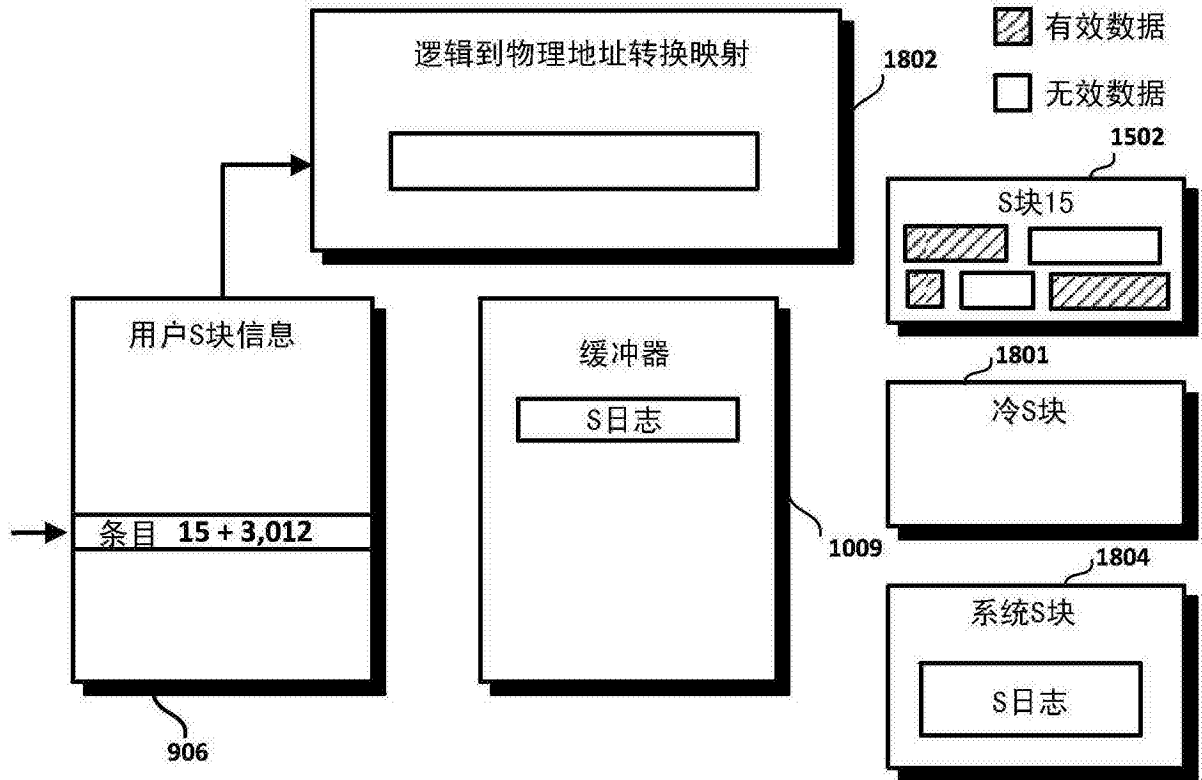 逻辑到物理地址转换映射
1802
有效数据
无效数据
1502
S块15
用户S块信息
条目 15 + 3,012
906
缓冲器
S日志
1009
1801
冷S块
1804
系统S块
S日志